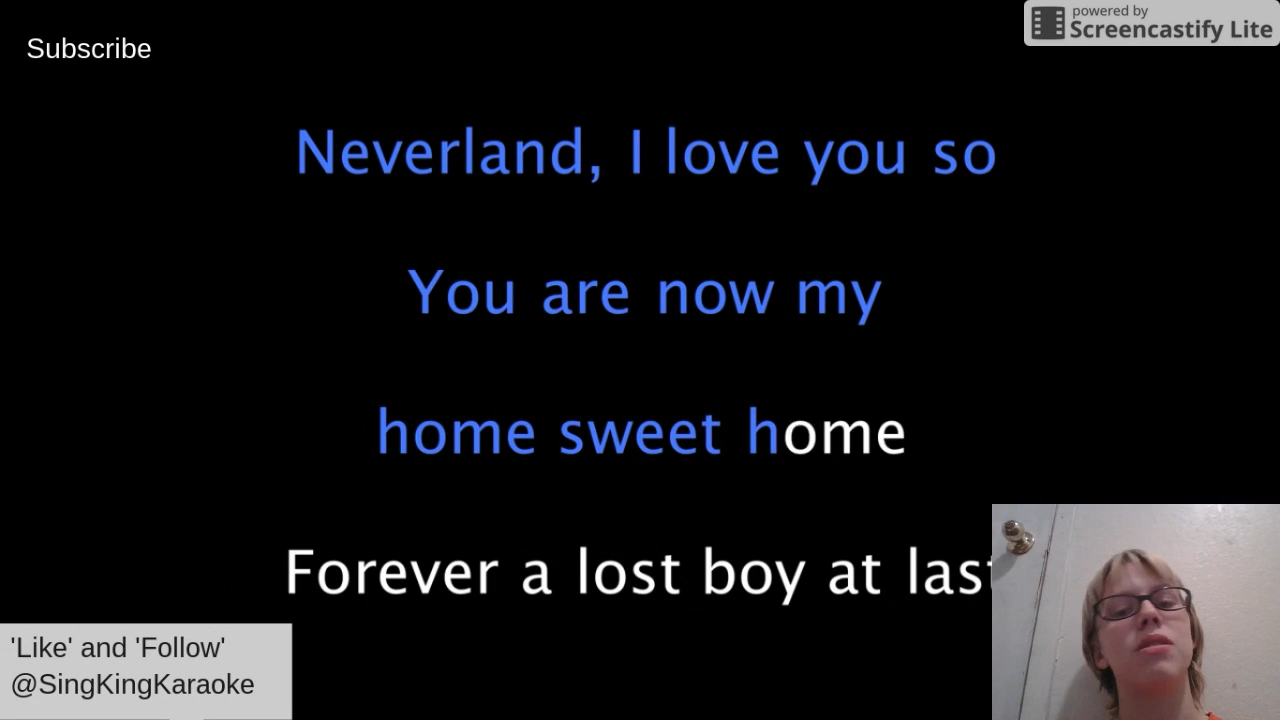 Subscribe
powered by
Screencastify Lite
Neverland, I love you so
You are now my
home sweet home
Forever a lost boy at last
'Like' and 'Follow'
@SingKingKaraoke